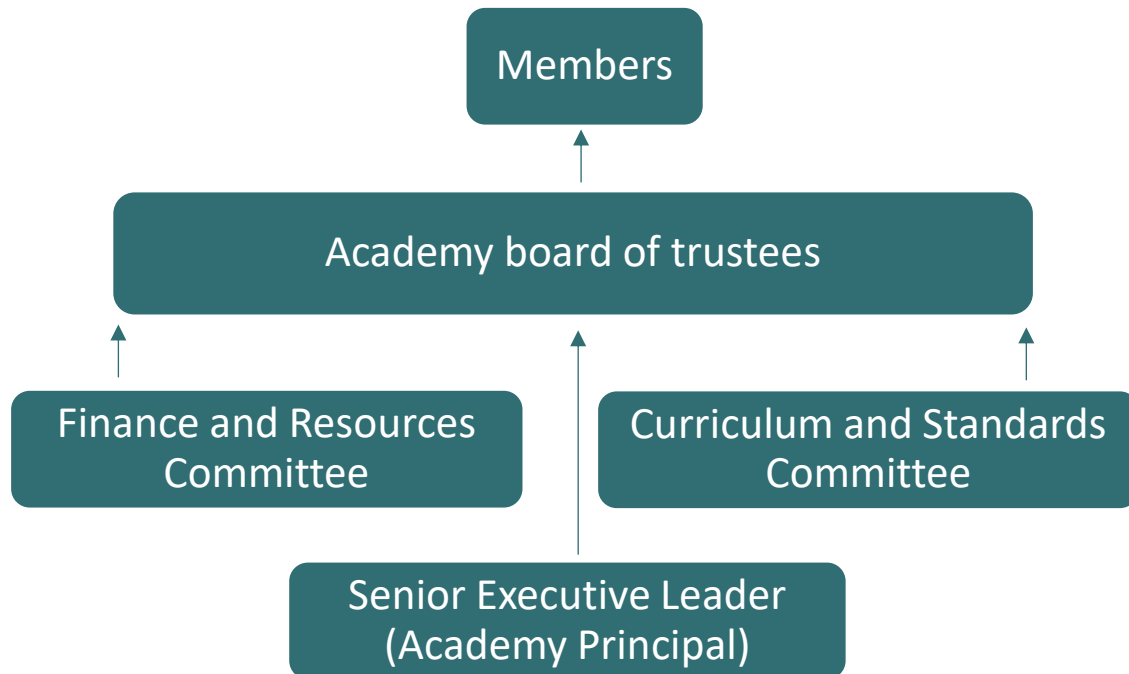 Members
Academy board of trustees
Finance and Resources
Committee
Curriculum and Standards
Committee
Senior Executive Leader
(Academy Principal)